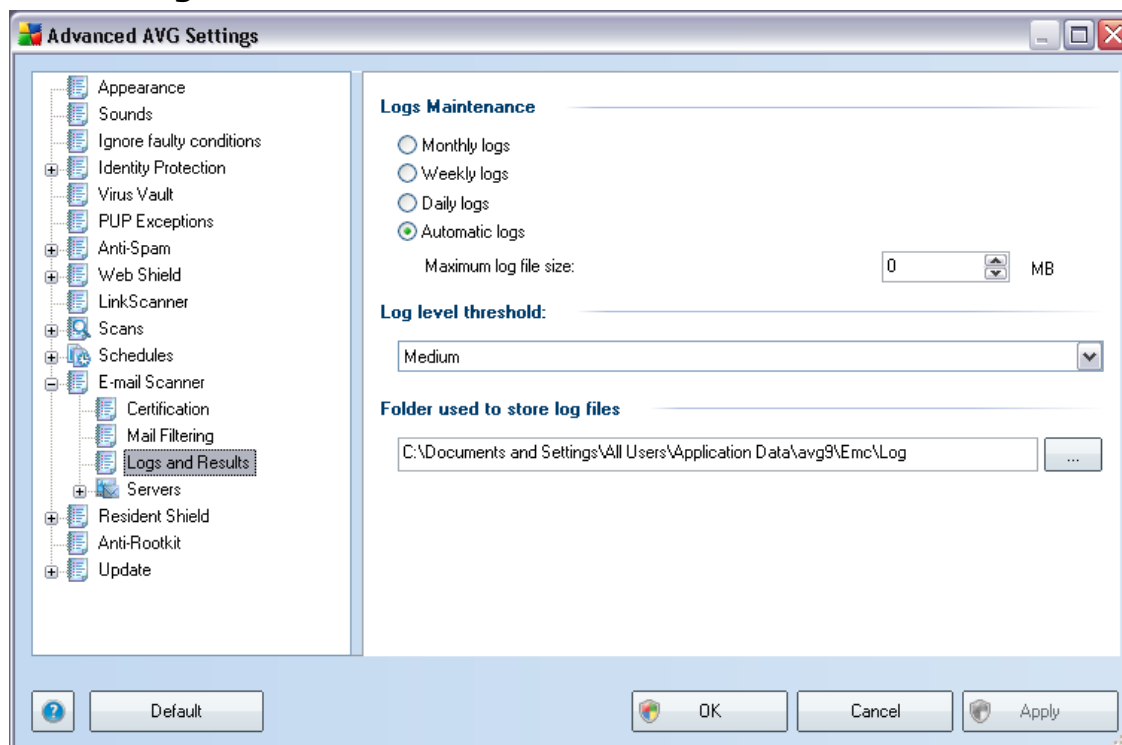 Advanced AVG Settings
Appearance
Sounds
Ignore faulty conditions
Identity Protection
Virus Vault
PUP Exceptions
Anti-Spam
Web Shield
LinkScanner
Scans
Schedules
E-mail Scanner
Certification
Mail Filtering
Logs and Results
Servers
Resident Shield
Anti-Rootkit
Update
Logs Maintenance
Monthly logs
Weekly logs
Daily logs
Automatic logs
Maximum log file size: 0 MB
Log level threshold:
Medium
Folder used to store log files
C:\Documents and Settings\All Users\Application Data\avg9\Emc\Log ...
? Default OK Cancel Apply